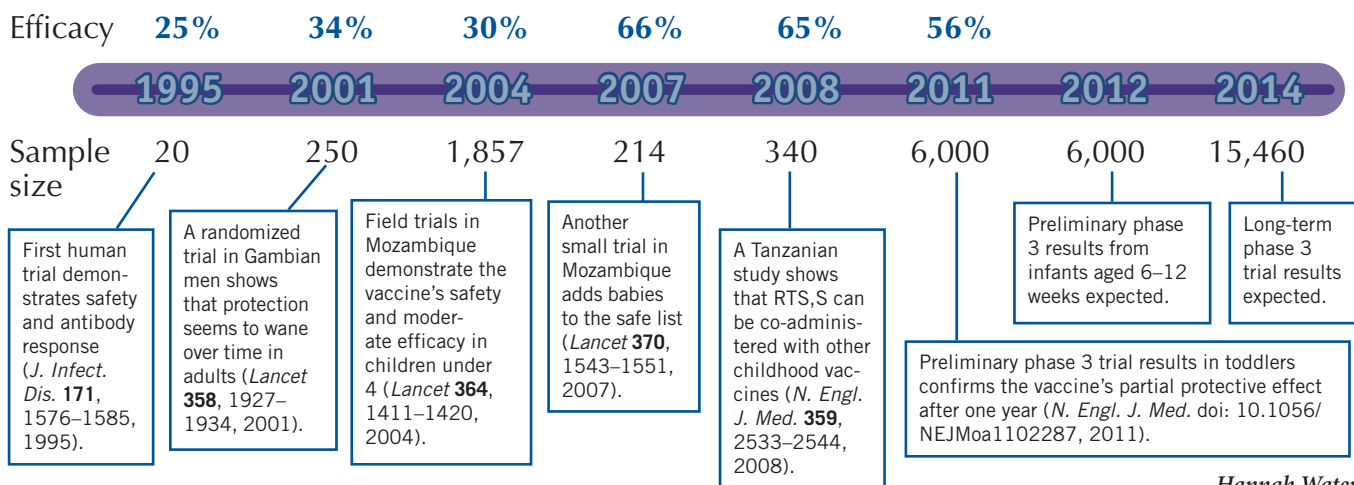 Efficacy 25% 34% 30% 66% 65% 56%
1995 2001 2004 2007 2008 2011 2012 2014
Sample size 20 250 1,857 214 340 6,000 6,000 15,460
First human
trial demon-
strates safety
and antibody
response
(J. Infect.
Dis. 171,
1576–1585,
1995).
A randomized
trial in Gambian
men shows
that protection
seems to wane
over time in
adults (Lancet
358, 1927–
1934, 2001).
Field trials in
Mozambique
demonstrate the
vaccine's safety
and moder-
ate efficacy in
children under
4 (Lancet 364,
1411–1420,
2004).
Another
small trial in
Mozambique
adds babies
to the safe list
(Lancet 370,
1543–1551,
2007).
A Tanzanian
study shows
that RTS,S can
be co-adminis-
tered with other
childhood vac-
cines (N. Engl.
J. Med. 359,
2533–2544,
2008).
Preliminary phase 3 trial results in toddlers
confirms the vaccine's partial protective effect
after one year (N. Engl. J. Med. doi: 10.1056/
NEJMoa1102287, 2011).
Preliminary phase
3 results from
infants aged 6–12
weeks expected.
Long-term
phase 3
trial results
expected.
Hannah Water